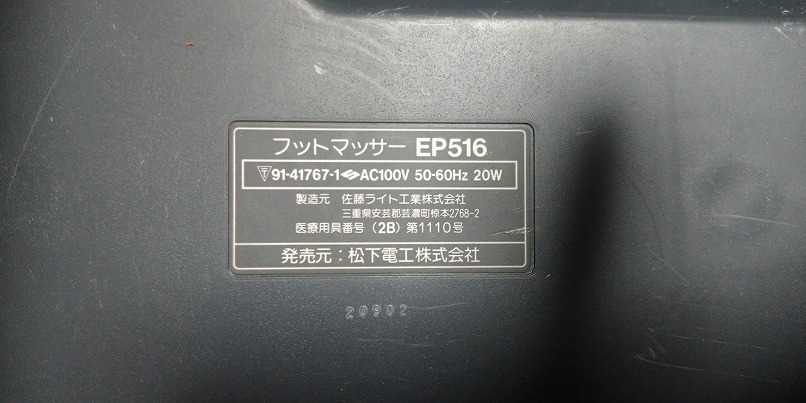 フットマッサー EP516
▽T 91-41767-1 AC100V 50-60Hz 20W
製造元 佐藤ライト工業株式会社
三重県安芸郡芸濃町椋本2768-2
医療用具番号（2B）第1110号
発売元：松下電工株式会社
20902